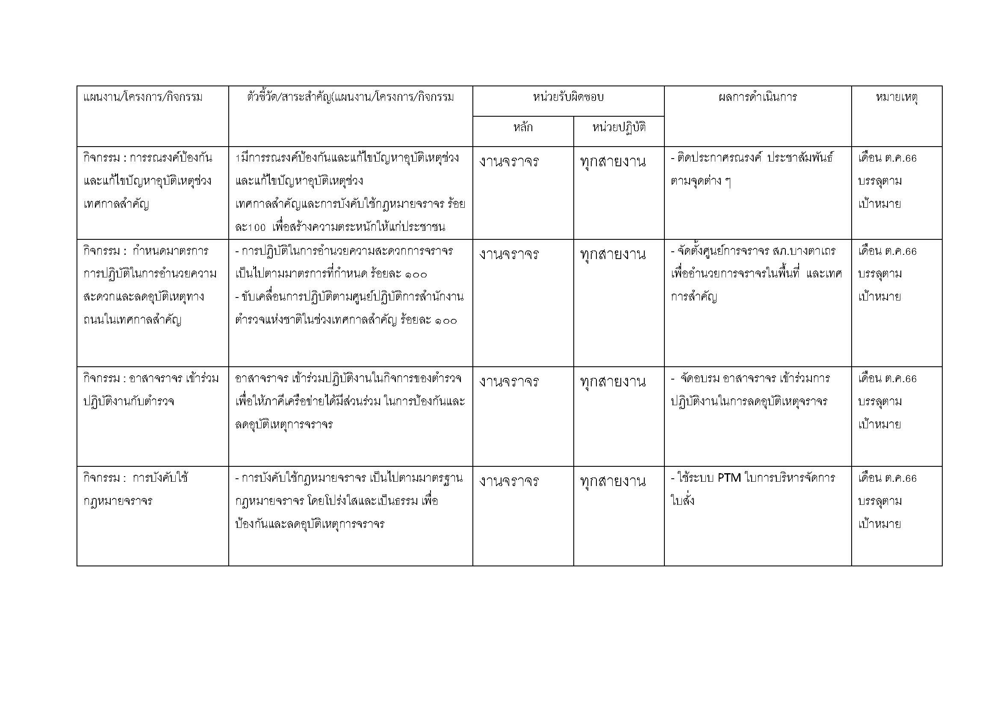 แผนงาน/โครงการ/กิจกรรม
ตัวชี้วัด/สาระสำคัญ(แผนงาน/โครงการ/กิจกรรม
หน่วยรับผิดชอบ
ผลการดำเนินการ
หมายเหตุ
หลัก
หน่วยปฏิบัติ
กิจกรรม : การรณรงค์ป้องกัน
และแก้ไขปัญหาอุบัติเหตุช่วง
เทศกาลสำคัญ
1มีการรณรงค์ป้องกันและแก้ไขปัญหาอุบัติเหตุช่วง
และแก้ไขปัญหาอุบัติเหตุช่วง
เทศกาลสำคัญและการบังคับใช้กฎหมายจราจร ร้อย
ละ100 เพื่อสร้างความตระหนักให้แก่ประชาชน
งานจราจร
ทุกสายงาน
- ติดประกาศรณรงค์ ประชาสัมพันธ์
ตามจุดต่าง ๆ
เดือน ต.ค.66
บรรลุตาม
เป้าหมาย
กิจกรรม : กำหนดมาตรการ
การปฏิบัติในการอำนวยความ
สะดวกและลดอุบัติเหตุทาง
ถนนในเทศกาลสำคัญ
- การปฏิบัติในการอำนวยความสะดวกการจราจร
เป็นไปตามมาตรการที่กำหนด ร้อยละ ๑๐๐
- ขับเคลื่อนการปฏิบัติตามศูนย์ปฏิบัติการสำนักงาน
ตำรวจแห่งชาติในช่วงเทศกาลสำคัญ ร้อยละ ๑๐๐
งานจราจร
ทุกสายงาน
- จัดตั้งศูนย์การจราจร สภ.บางตาเถร
เพื่ออำนวยการจราจรในพื้นที่ และเทศ
การสำคัญ
เดือน ต.ค.66
บรรลุตาม
เป้าหมาย
กิจกรรม : อาสาจราจร เข้าร่วม
ปฏิบัติงานกับตำรวจ
อาสาจราจร เข้าร่วมปฏิบัติงานในกิจการของตำรวจ
เพื่อให้ภาคีเครือข่ายได้มีส่วนร่วม ในการป้องกันและ
ลดอุบัติเหตุการจราจร
งานจราจร
ทุกสายงาน
- จัดอบรม อาสาจราจร เข้าร่วมการ
ปฏิบัติงานในการลดอุบัติเหตุจราจร
เดือน ต.ค.66
บรรลุตาม
เป้าหมาย
กิจกรรม : การบังคับใช้
กฎหมายจราจร
- การบังคับใช้กฎหมายจราจร เป็นไปตามมาตรฐาน
กฎหมายจราจร โดยโปร่งใสและเป็นธรรม เพื่อ
ป้องกันและลดอุบัติเหตุการจราจร
งานจราจร
ทุกสายงาน
- ใช้ระบบ PTM ใบการบริหารจัดการ
ใบสั่ง
เดือน ต.ค.66
บรรลุตาม
เป้าหมาย